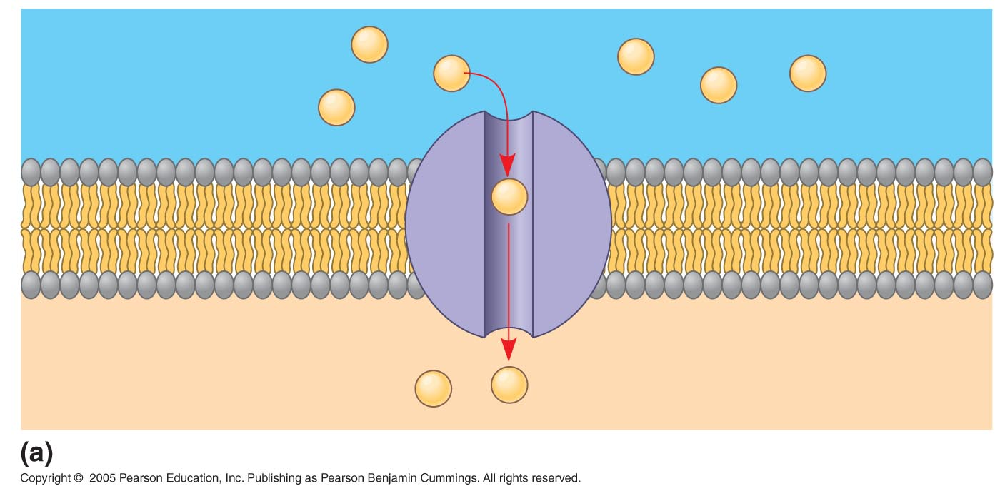 (a)
Copyright © 2005 Pearson Education, Inc. Publishing as Pearson Benjamin Cummings. All rights reserved.